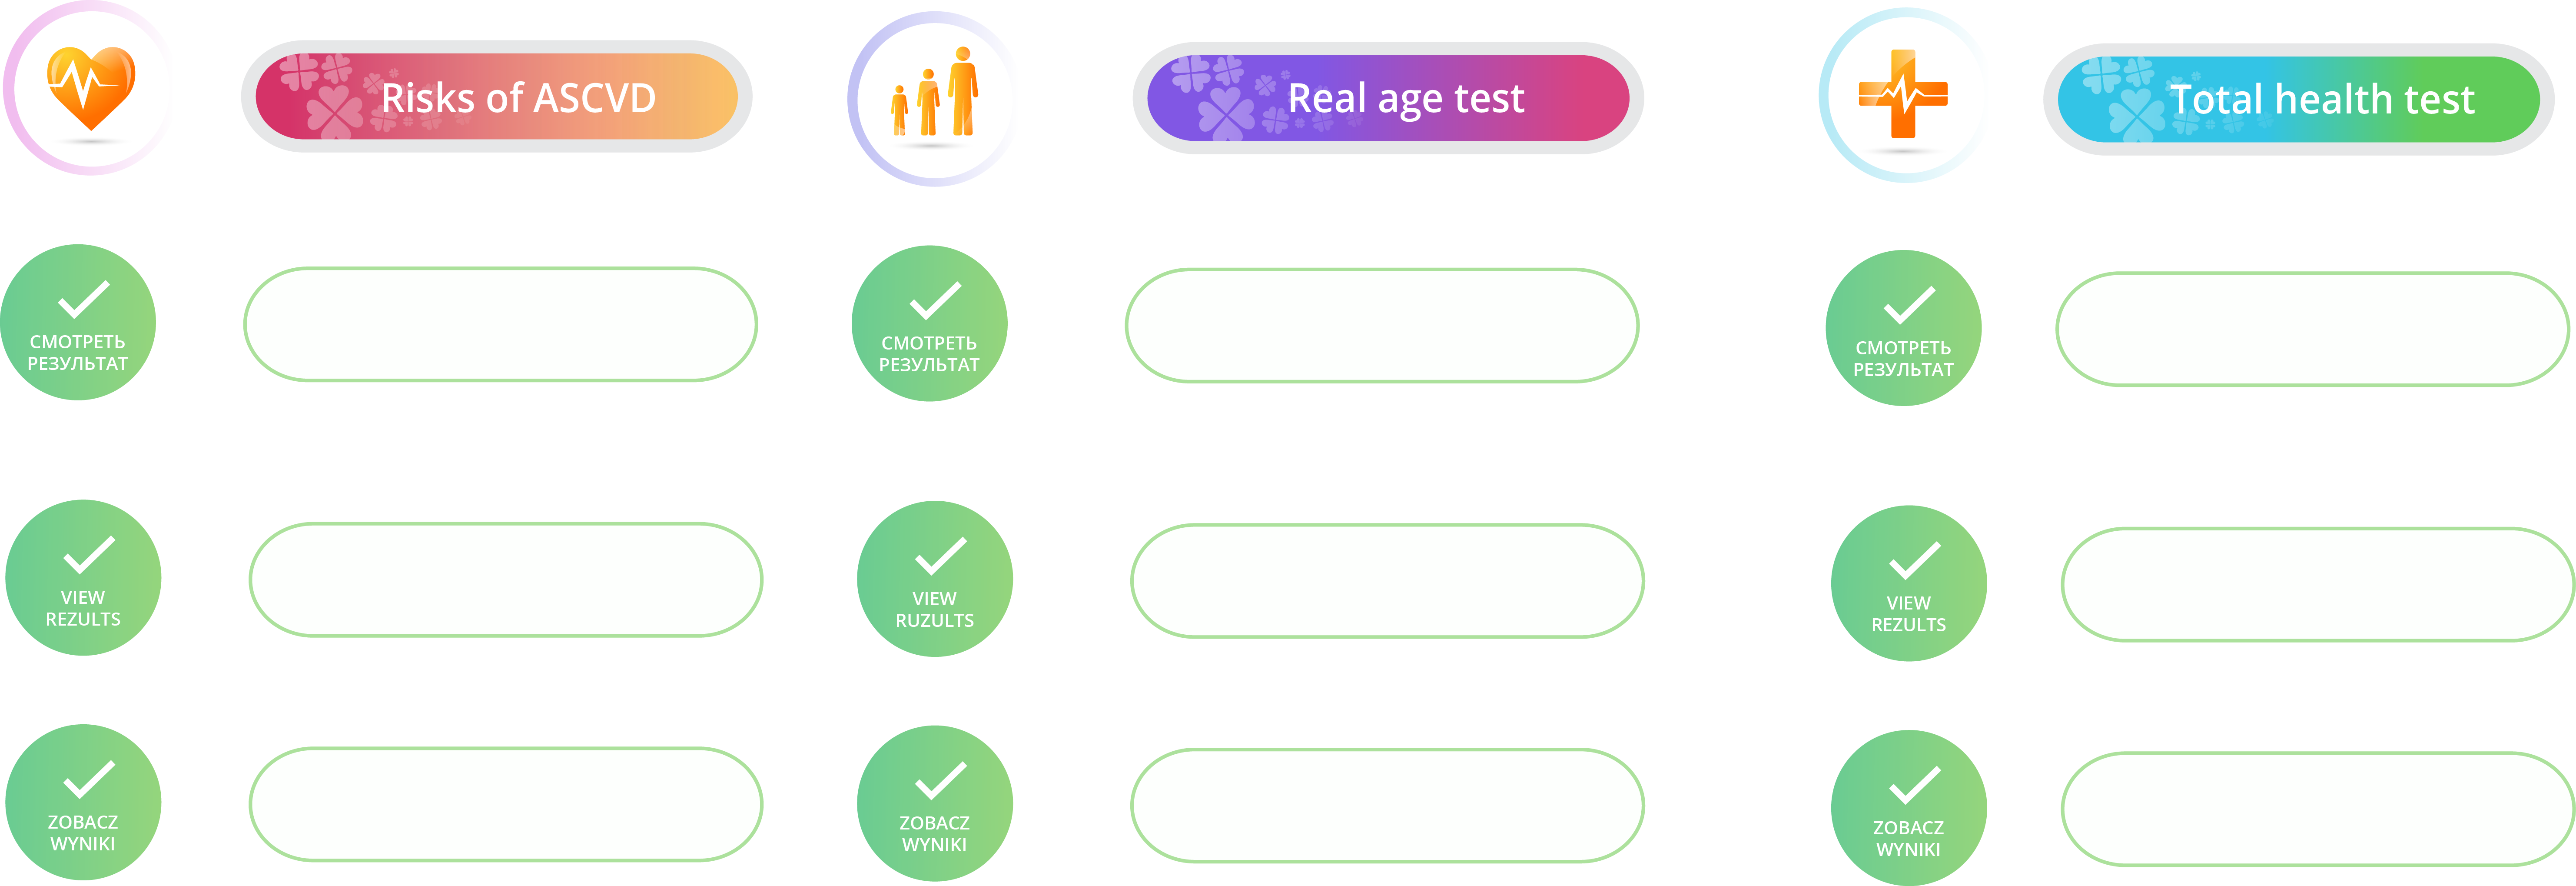 Risks of ASCVD
Real age test
Total health test
СМОТРЕТЬ
РЕЗУЛЬТАТ
СМОТРЕТЬ
РЕЗУЛЬТАТ
СМОТРЕТЬ
РЕЗУЛЬТАТ
VIEW
REZULTS
VIEW
RUZULTS
VIEW
REZULTS
ZOBACZ
WYNIKI
ZOBACZ
WYNIKI
ZOBACZ
WYNIKI